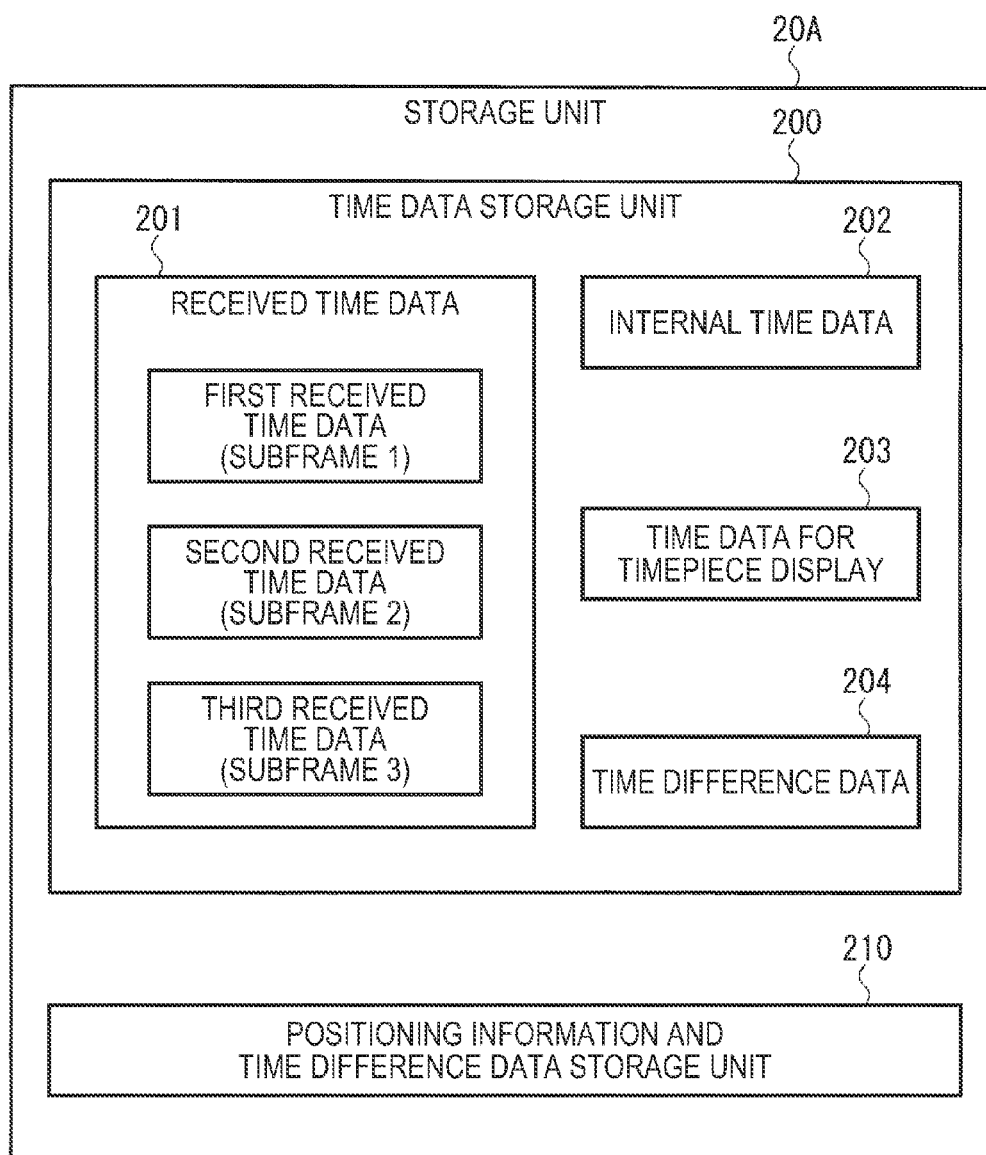 20A
STORAGE UNIT
200
TIME DATA STORAGE UNIT
201
RECEIVED TIME DATA
FIRST RECEIVED
TIME DATA
(SUBFRAME 1)
SECOND RECEIVED
TIME DATA
(SUBFRAME 2)
THIRD RECEIVED
TIME DATA
(SUBFRAME 3)
202
INTERNAL TIME DATA
203
TIME DATA FOR
TIMEPIECE DISPLAY
204
TIME DIFFERENCE DATA
210
POSITIONING INFORMATION AND
TIME DIFFERENCE DATA STORAGE UNIT